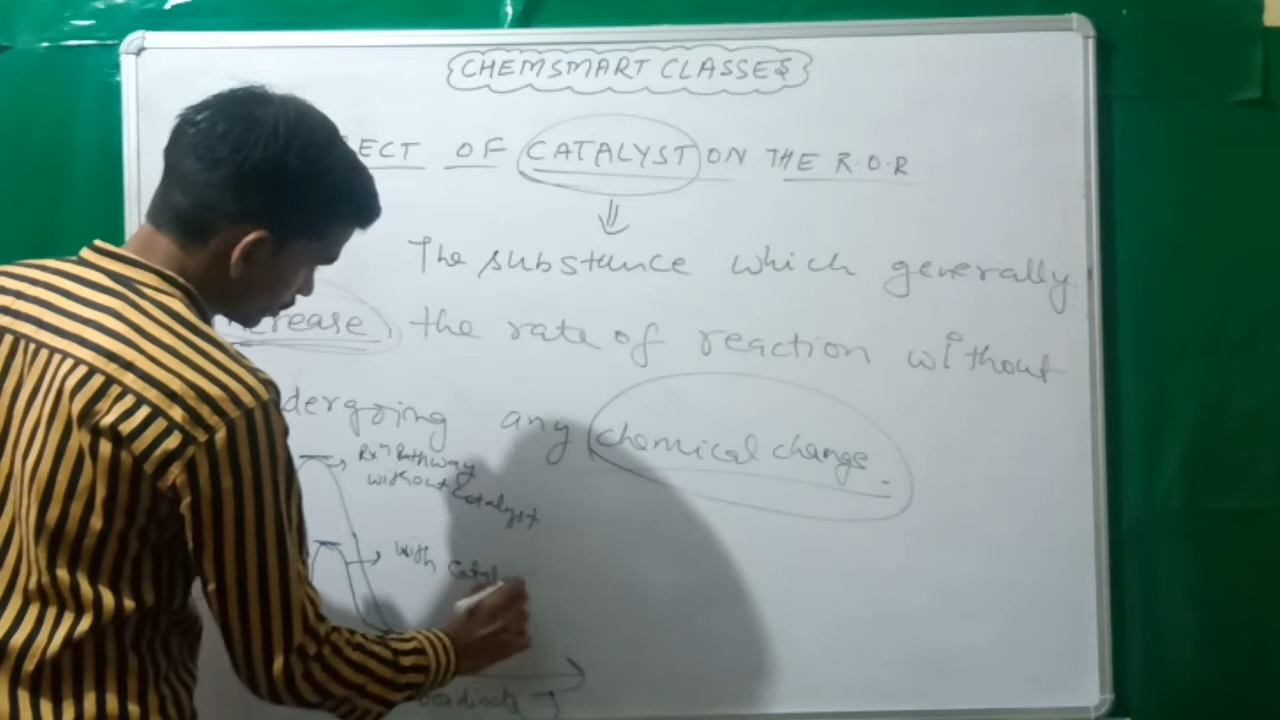 CHEMSMART CLASSES
ECT OF CATALYST ON THE R.O.R
The substance which generally
crease the rate of reaction without
dergoing any chemical change.
Rxn Pathway
without Catalyst
with Catal
oordinate